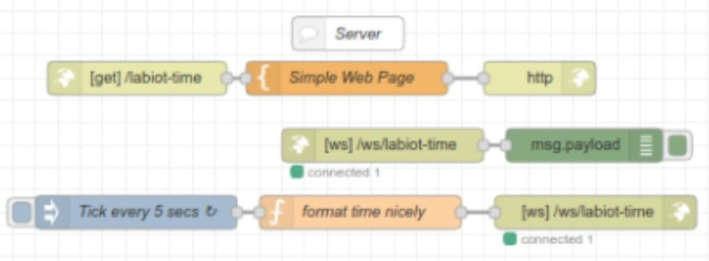 Server
[get] /labiot-time
Simple Web Page
http
[ws] /ws/labiot-time
msg.payload
connected 1
Tick every 5 secs ↻
format time nicely
[ws] /ws/labiot-time
connected 1